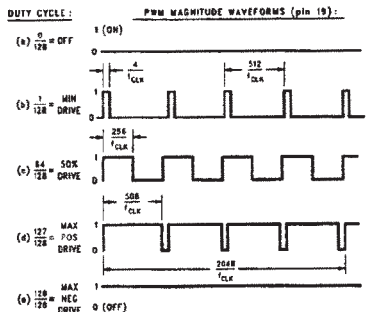 DUTY CYCLE:
PWM MAGNITUDE WAVEFORMS (pin 19):
1 (ON)
(a) 0/128 = OFF
0
4/fCLK
512/fCLK
1
(b) 1/128 = MIN DRIVE
0
256/fCLK
1
(c) 64/128 = 50% DRIVE
0
508/fCLK
1
(d) 127/128 = MAX POS DRIVE
0
2048/fCLK
1
(e) 128/128 = MAX NEG DRIVE
0 (OFF)